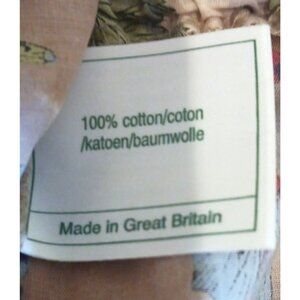 100% cotton/coton
/katoen/baumwolle
Made in Great Britain